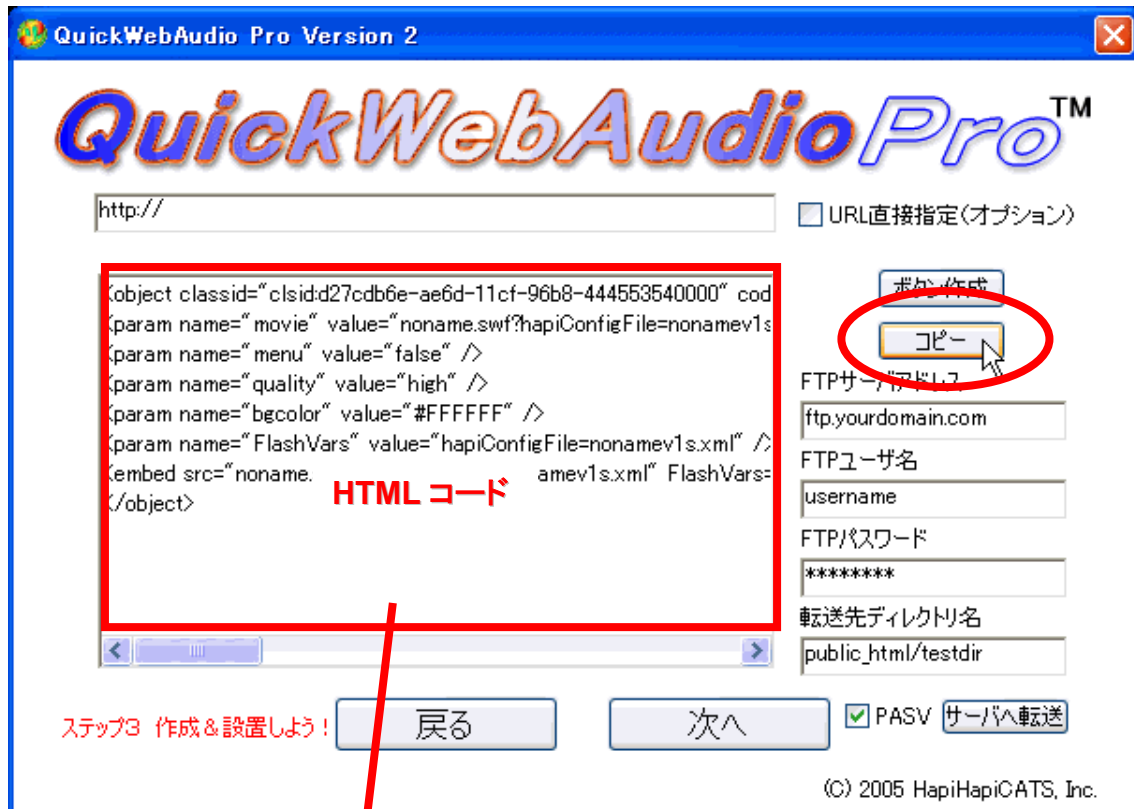 QuickWebAudio Pro Version 2
QuickWebAudioPro™
http://
URL直接指定(オプション)
<object classid="clsid:d27cdb6e-ae6d-11cf-96b8-444553540000" cod
<param name="movie" value="noname.swf?hapiConfigFile=nonamev1s
<param name="menu" value="false" />
<param name="quality" value="high" />
<param name="bgcolor" value="#FFFFFF" />
<param name="FlashVars" value="hapiConfigFile=nonamev1s.xml" />
<embed src="noname. amev1s.xml" FlashVars=
</object>
HTML コード
ボタン作成
コピー
FTPサーバアドレス
ftp.yourdomain.com
FTPユーザ名
username
FTPパスワード
********
転送先ディレクトリ名
public_html/testdir
ステップ3 作成&設置しよう!
戻る
次へ
PASV
サーバへ転送
(C) 2005 HapiHapiCATS, Inc.